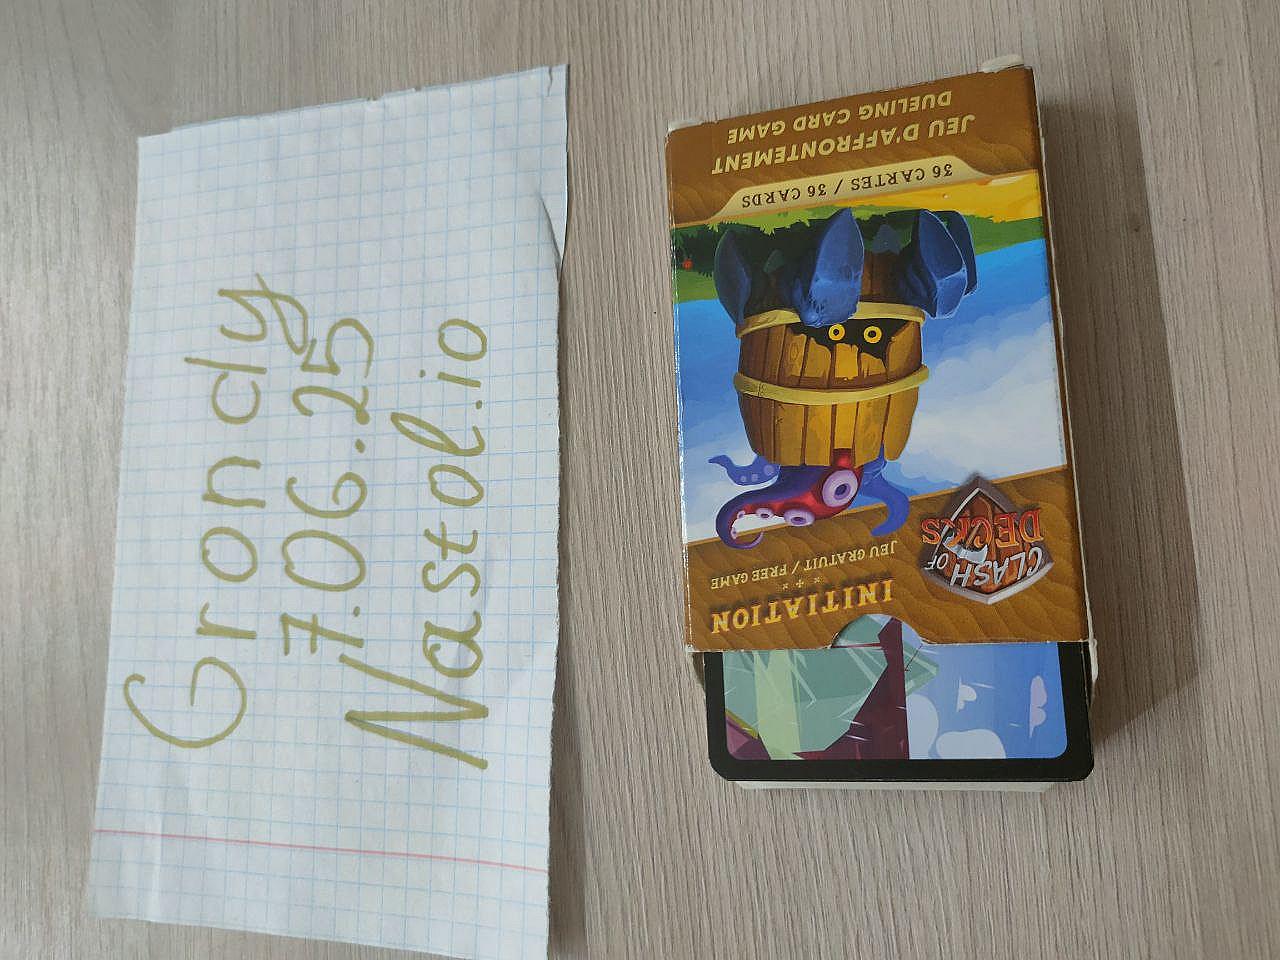 Grondy
7.06.25
Nastol.io
JEU D'AFFRONTEMENT
DUELING CARD GAME
36 CARTES / 36 CARDS
CLASH OF DECKS
INITIATION
JEU GRATUIT / FREE GAME